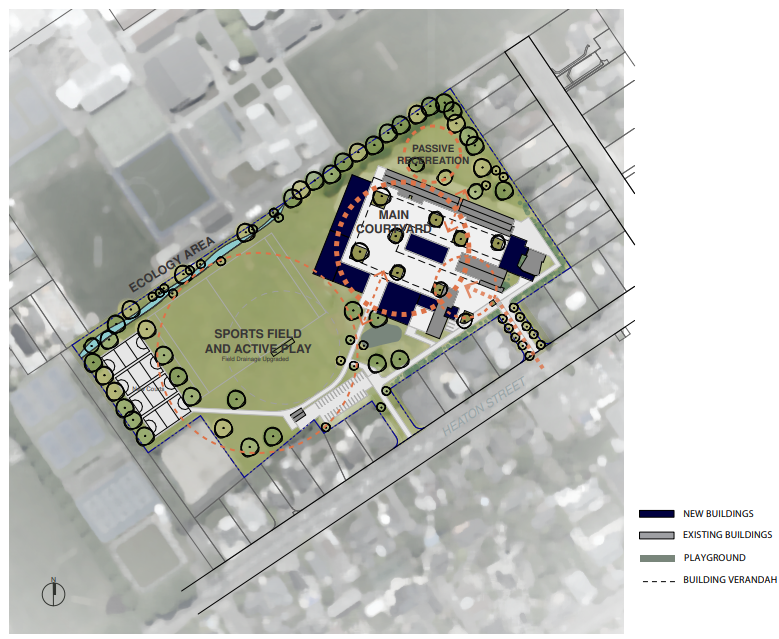 PASSIVE
RECREATION
MAIN
COURTYARD
ECOLOGY AREA
SPORTS FIELD
AND ACTIVE PLAY
Field Drainage Upgraded
HEATON STREET
N
NEW BUILDINGS
EXISTING BUILDINGS
PLAYGROUND
BUILDING VERANDAH